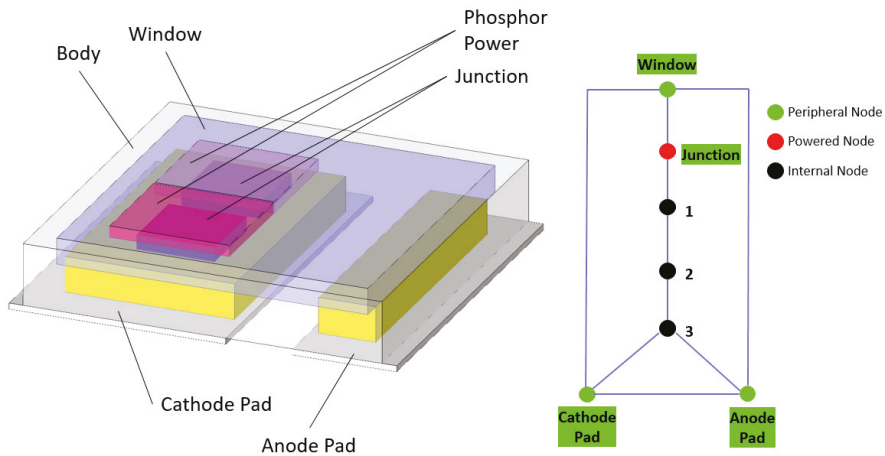 Phosphor
Power
Window
Body
Junction
Cathode Pad
Anode Pad
Window
Junction
1
2
3
Cathode
Pad
Anode
Pad
Peripheral Node
Powered Node
Internal Node